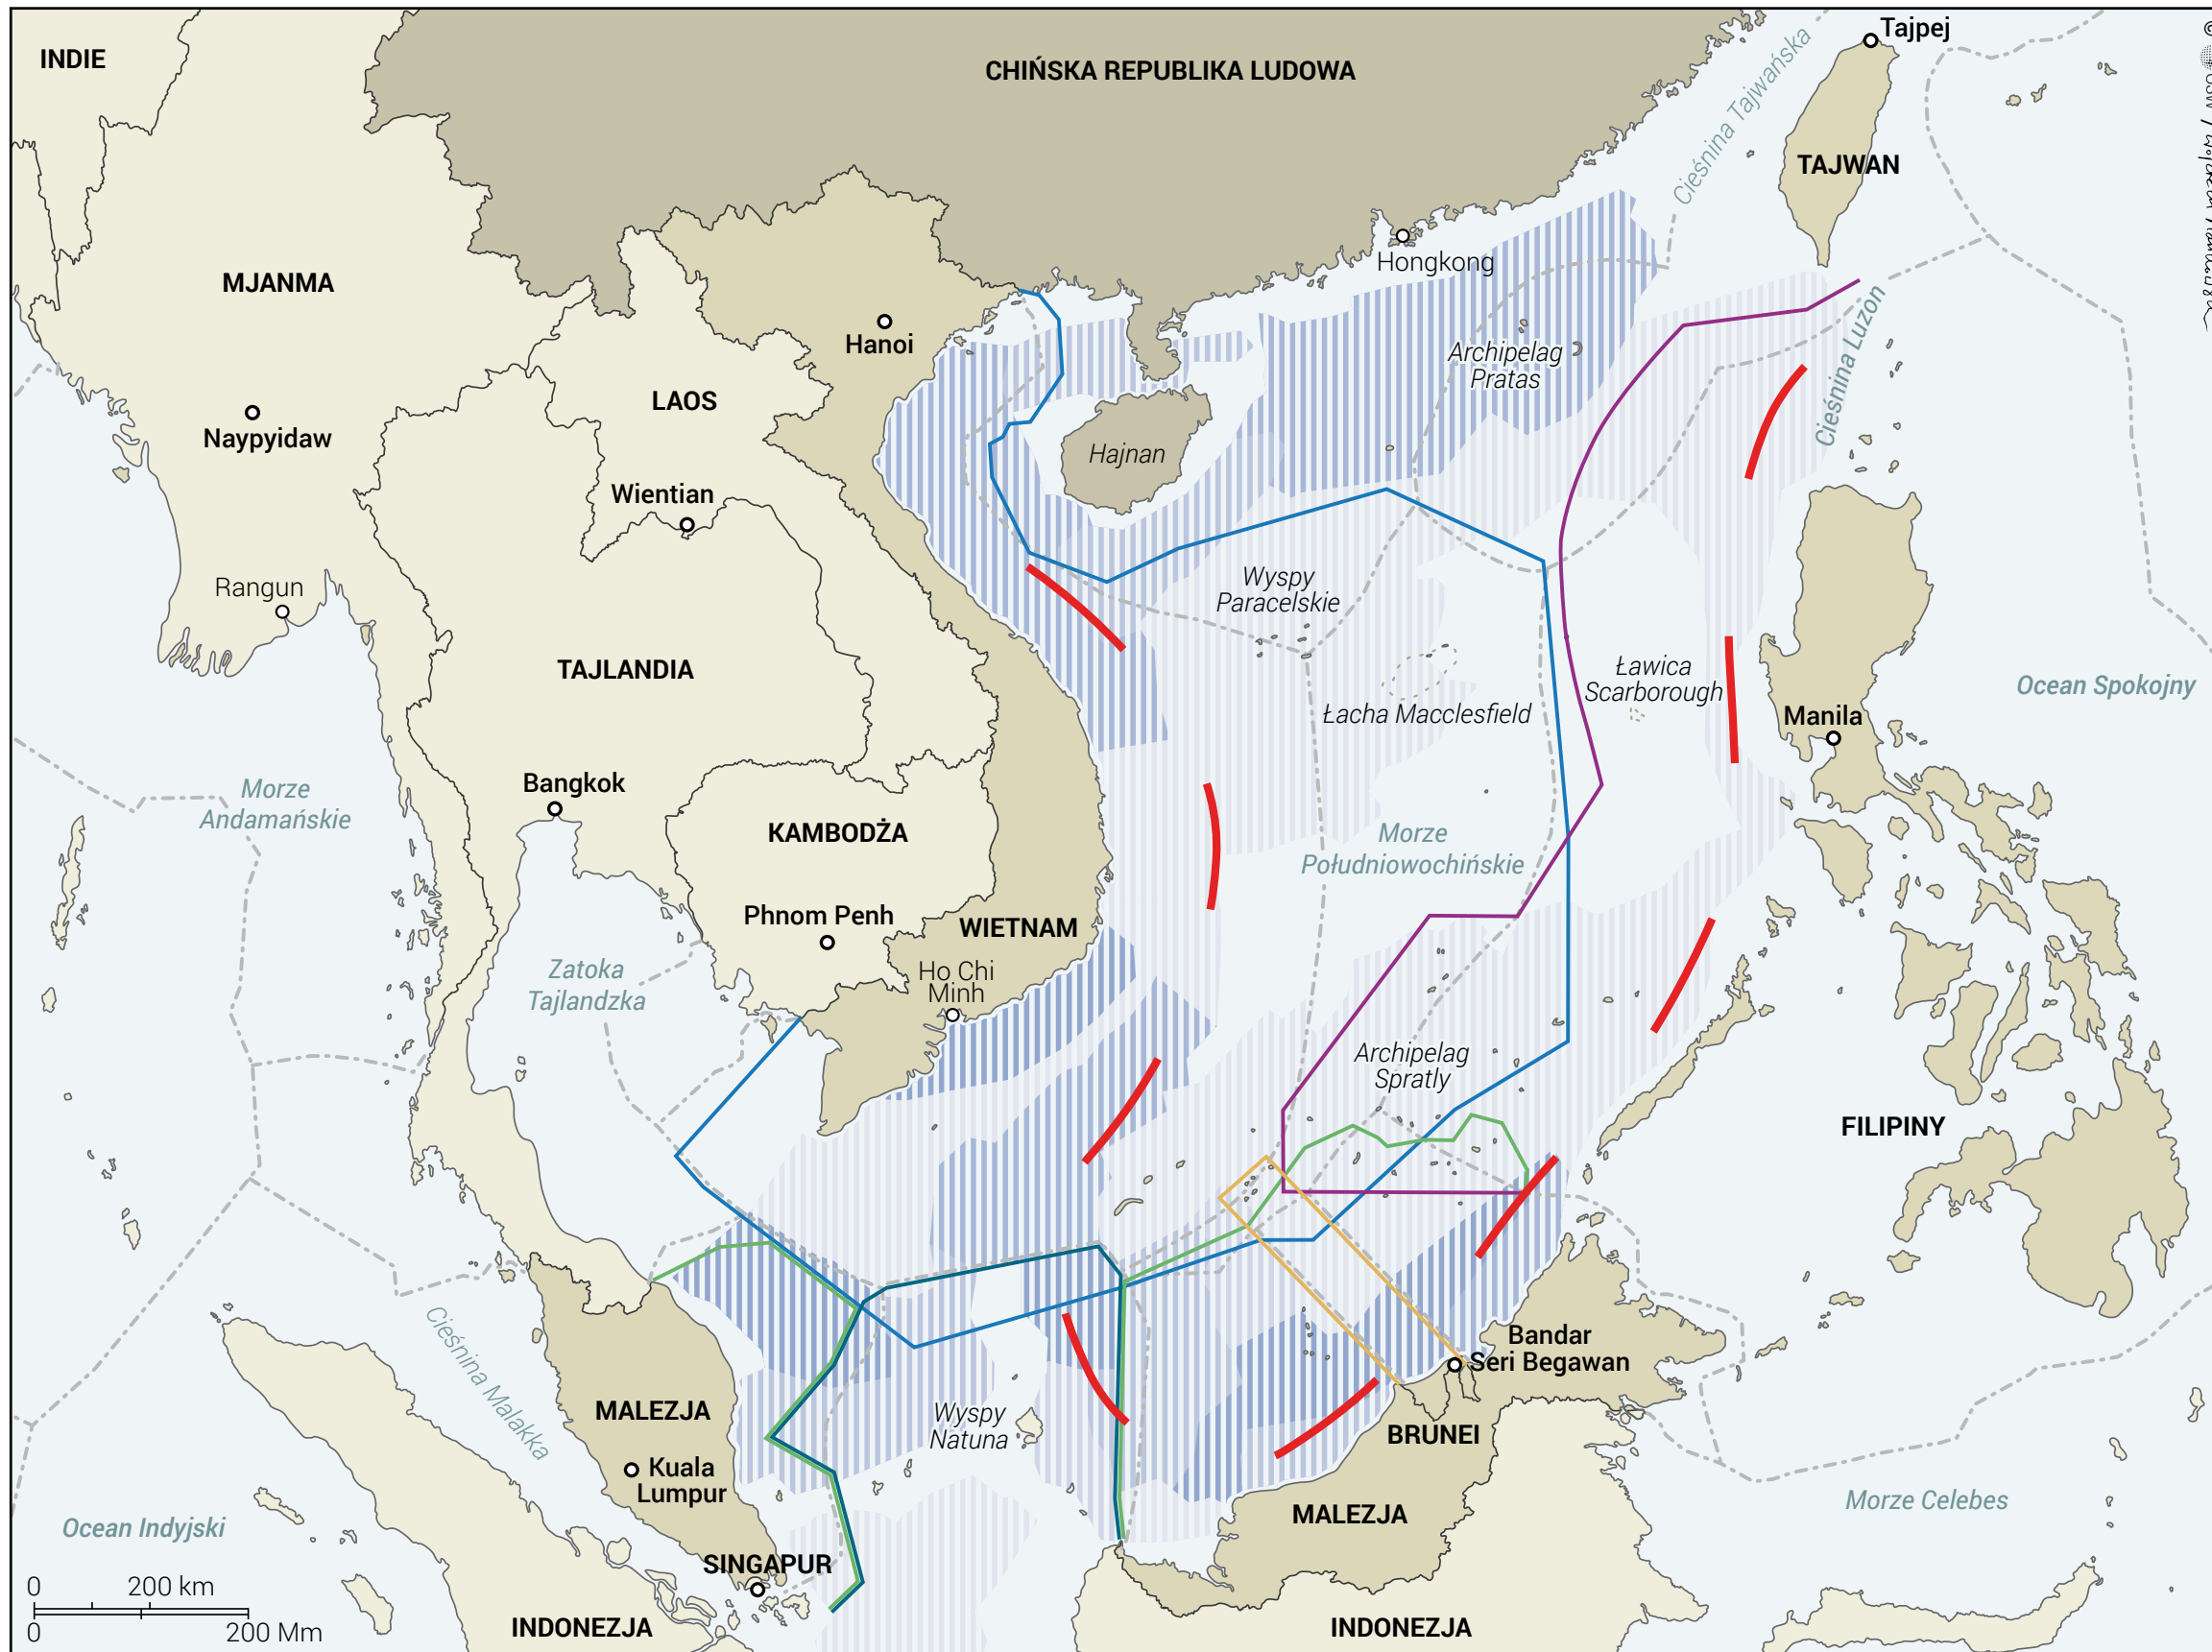 INDIE
CHIŃSKA REPUBLIKA LUDOWA
Tajpej
Cieśnina Tajwańska
TAJWAN
Hongkong
MJANMA
Hanoi
Archipelag
Pratas
Cieśnina Luzon
LAOS
Naypyidaw
Hajnan
Wientian
Rangun
Wyspy
Paracelskie
TAJLANDIA
Ławica
Scarborough
Ocean Spokojny
Łacha Macclesfield
Manila
Bangkok
Morze
Andamańskie
KAMBODŻA
Morze
Południowochińskie
Phnom Penh
WIETNAM
Zatoka
Tajlandzka
Ho Chi
Minh
Archipelag
Spratly
FILIPINY
Cieśnina Malakka
Bandar
Seri Begawan
MALEZJA
Wyspy
Natuna
BRUNEI
Kuala
Lumpur
MALEZJA
Morze Celebes
Ocean Indyjski
SINGAPUR
0 200 km
0 200 Mm
INDONEZJA
INDONEZJA